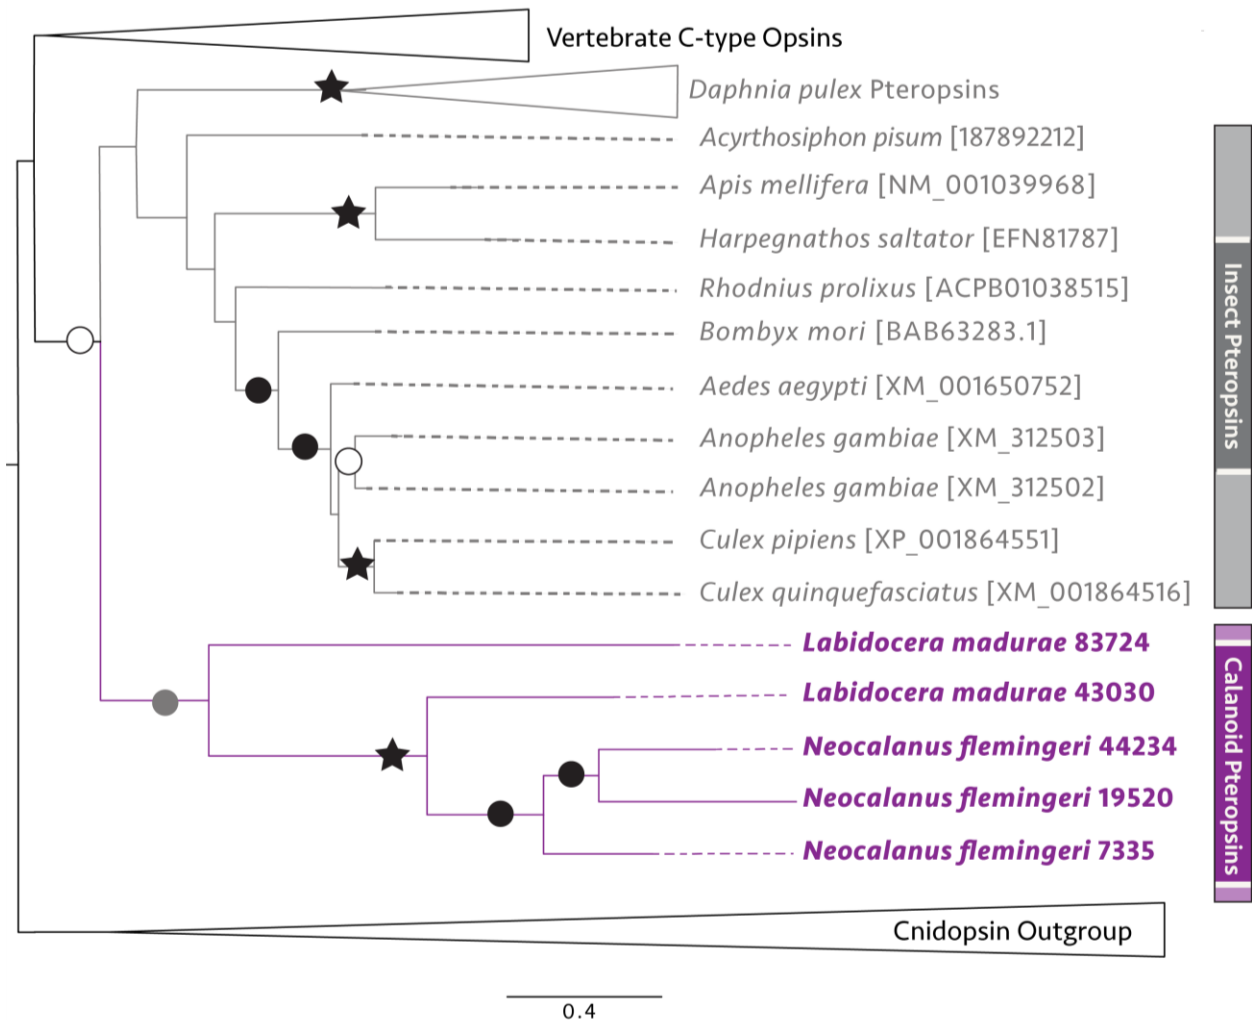 Vertebrate C-type Opsins
Daphnia pulex Pteropsins
Acyrthosiphon pisum [187892212]
Apis mellifera [NM_001039968]
Harpegnathos saltator [EFN81787]
Rhodnius prolixus [ACPB01038515]
Bombyx mori [BAB63283.1]
Aedes aegypti [XM_001650752]
Anopheles gambiae [XM_312503]
Anopheles gambiae [XM_312502]
Culex pipiens [XP_001864551]
Culex quinquefasciatus [XM_001864516]
Insect Pteropsins
Labidocera madurae 83724
Labidocera madurae 43030
Neocalanus flemingeri 44234
Neocalanus flemingeri 19520
Neocalanus flemingeri 7335
Calanoid Pteropsins
Cnidopsin Outgroup
0.4